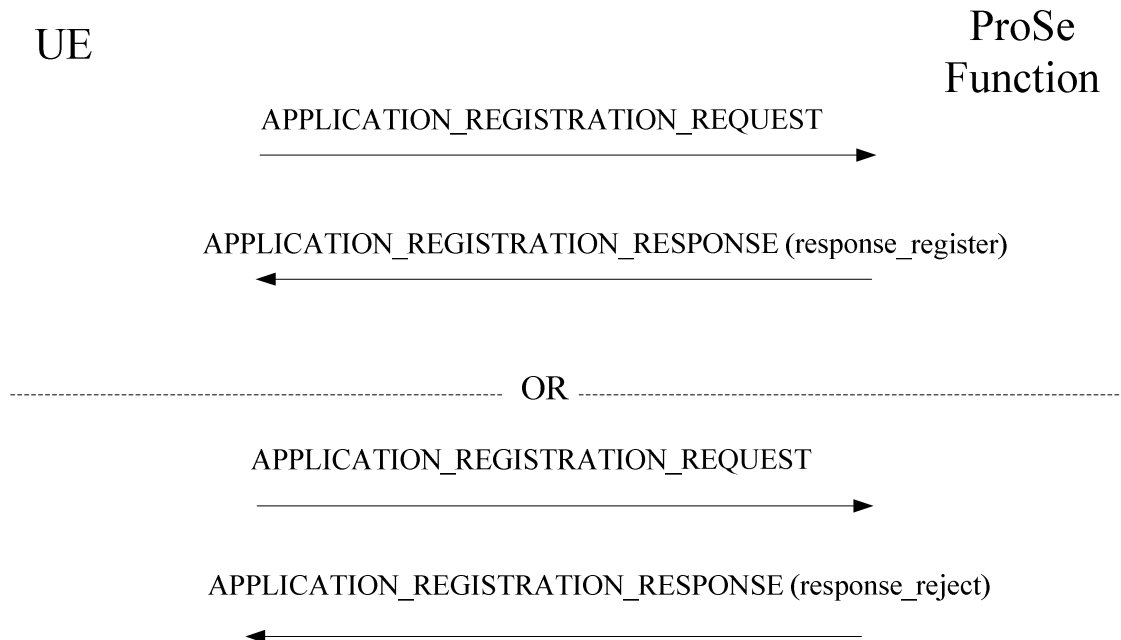 UE
ProSe
Function
APPLICATION_REGISTRATION_REQUEST
APPLICATION_REGISTRATION_RESPONSE (response_register)
OR
APPLICATION_REGISTRATION_REQUEST
APPLICATION_REGISTRATION_RESPONSE (response_reject)